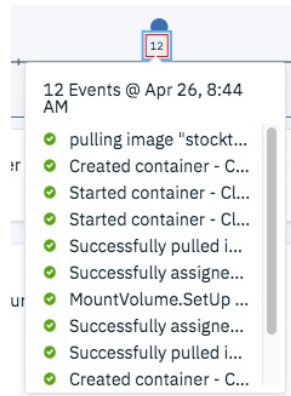 12
12 Events @ Apr 26, 8:44
AM
pulling image "stockt...
Created container - C...
Started container - Cl...
Started container - Cl...
Successfully pulled i...
Successfully assigne...
MountVolume.SetUp ...
Successfully assigne...
Successfully pulled i...
Created container - C...